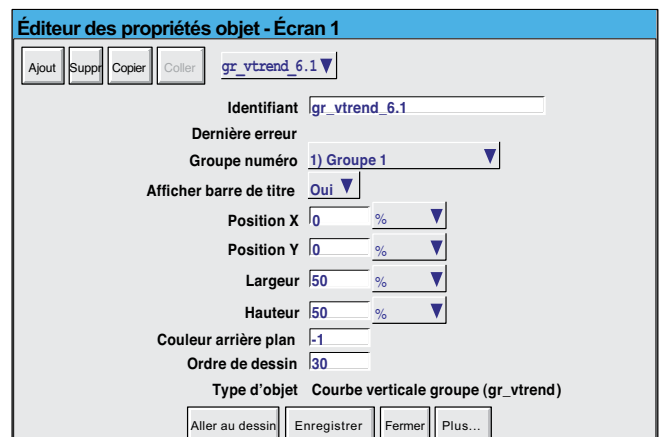 Éditeur des propriétés objet - Écran 1
Ajout Suppr Copier Coller gr_vtrend_6.1
Identifiant gr_vtrend_6.1
Dernière erreur
Groupe numéro 1) Groupe 1
Afficher barre de titre Oui
Position X 0 %
Position Y 0 %
Largeur 50 %
Hauteur 50 %
Couleur arrière plan -1
Ordre de dessin 30
Type d'objet Courbe verticale groupe (gr_vtrend)
Aller au dessin Enregistrer Fermer Plus...